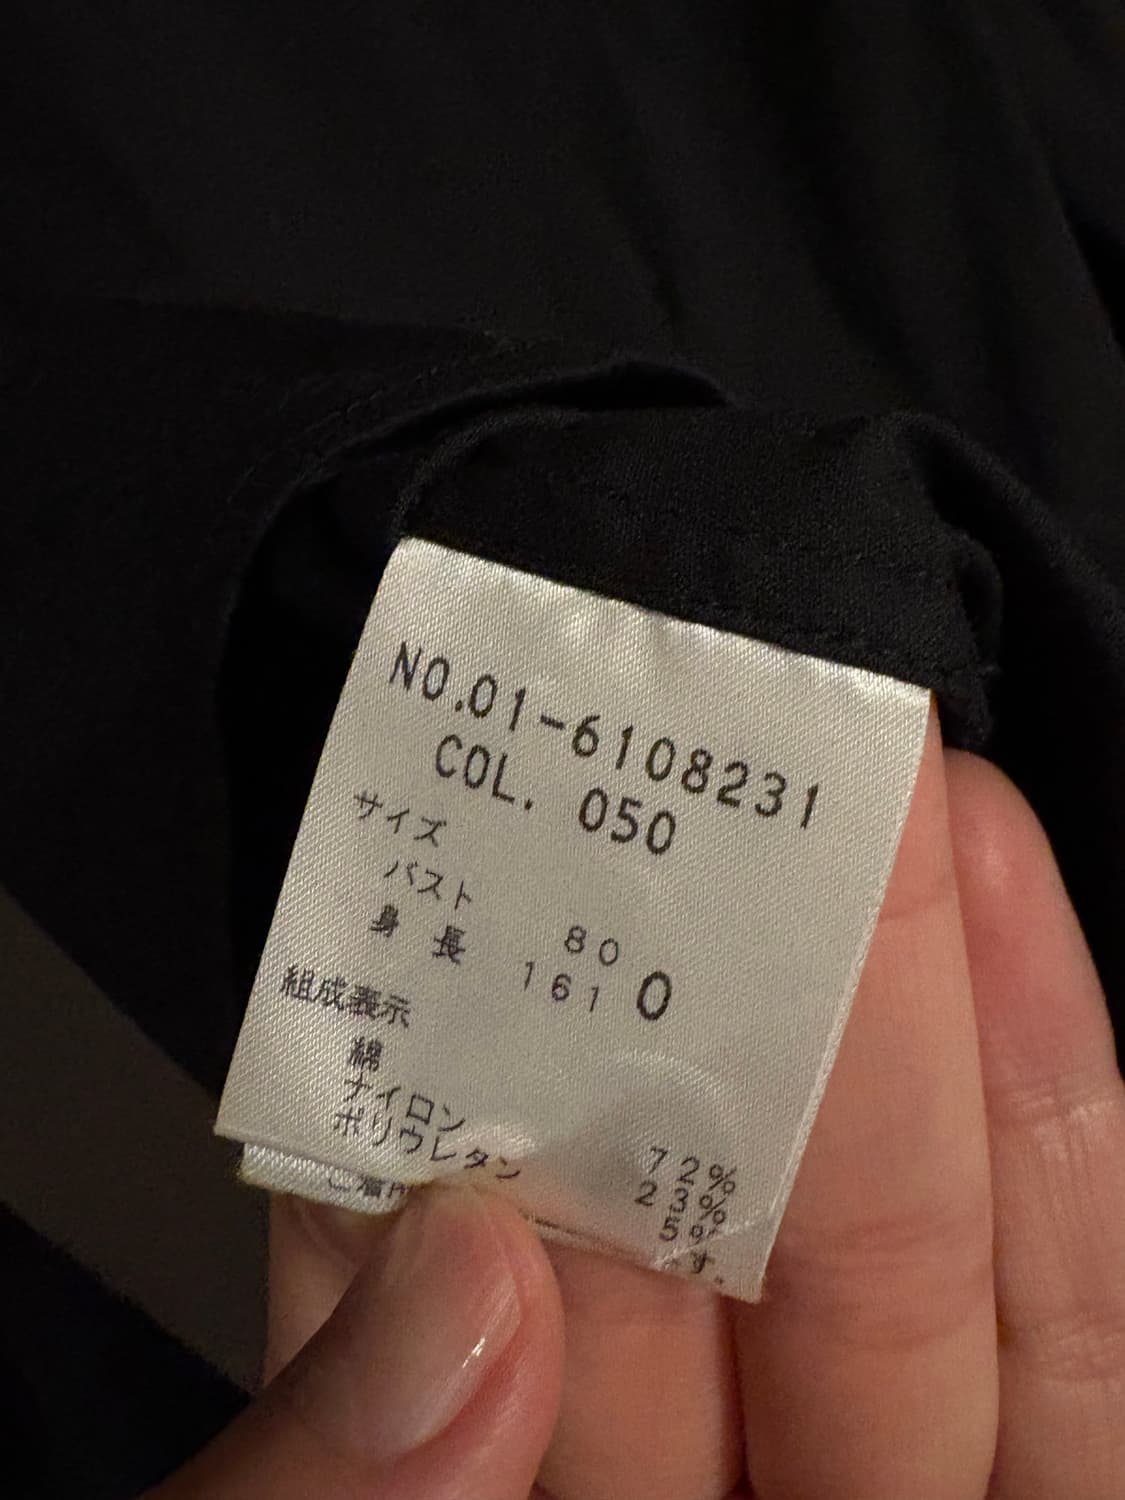 NO.01-6108231
COL. 050
サイズ
バスト 80
身長 161 0
組成表示
綿 72%
ナイロン 23%
ポリウレタン 5%
す.